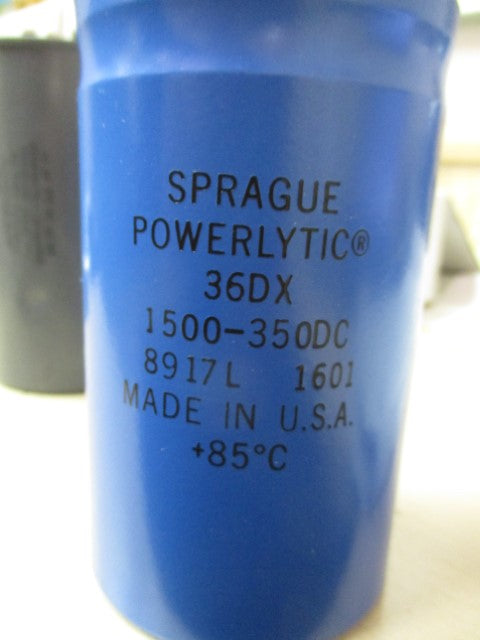 SPRAGUE
POWERLYTIC®
36DX
1500-350DC
8917L 1601
MADE IN U.S.A.
+85°C